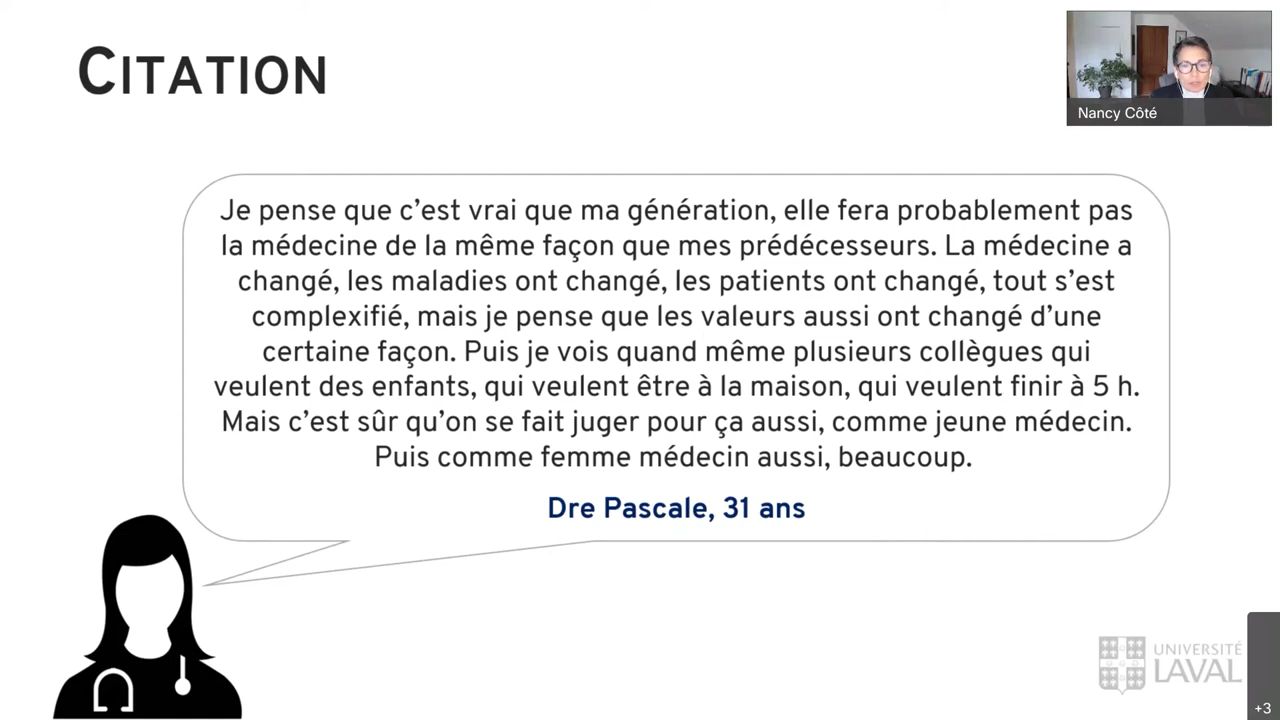 CITATION
Nancy Côté
Je pense que c’est vrai que ma génération, elle fera probablement pas
la médecine de la même façon que mes prédécesseurs. La médecine a
changé, les maladies ont changé, les patients ont changé, tout s’est
complexifié, mais je pense que les valeurs aussi ont changé d’une
certaine façon. Puis je vois quand même plusieurs collègues qui
veulent des enfants, qui veulent être à la maison, qui veulent finir à 5 h.
Mais c’est sûr qu’on se fait juger pour ça aussi, comme jeune médecin.
Puis comme femme médecin aussi, beaucoup.
Dre Pascale, 31 ans
UNIVERSITÉ
LAVAL
+3